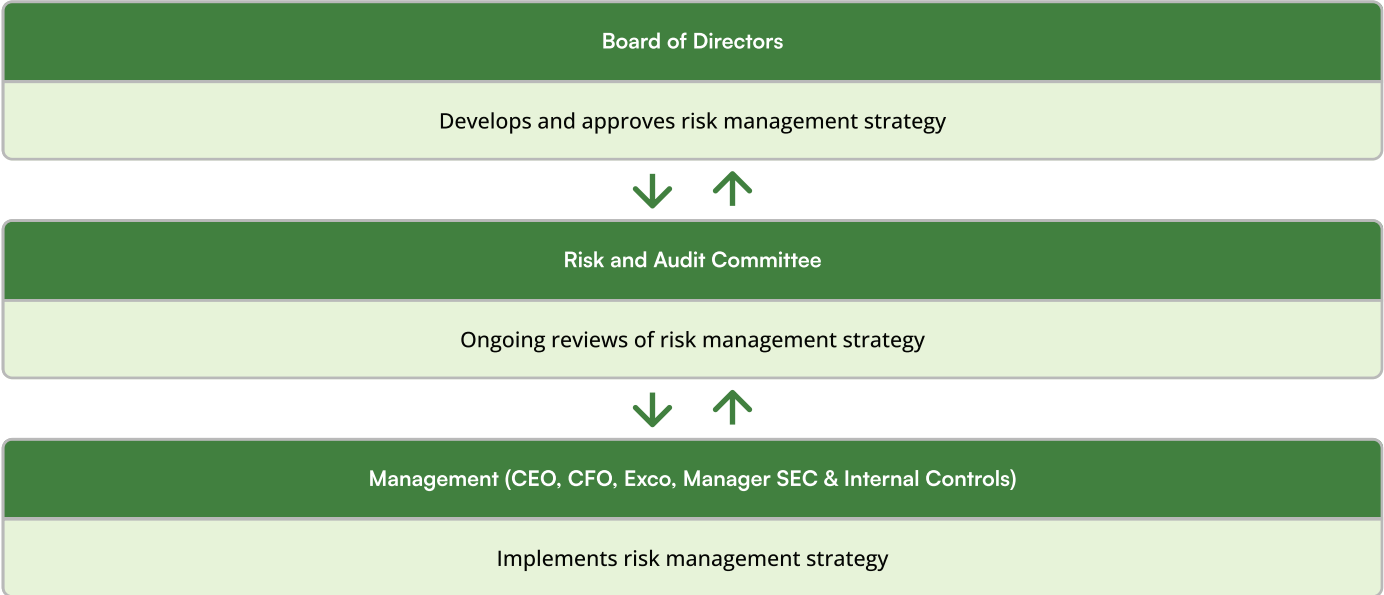 Board of Directors
Develops and approves risk management strategy
Risk and Audit Committee
Ongoing reviews of risk management strategy
Management (CEO, CFO, Exco, Manager SEC & Internal Controls)
Implements risk management strategy